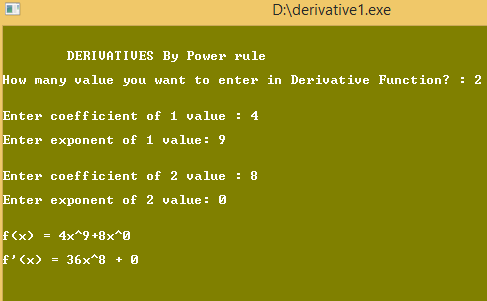 D:\derivative1.exe
DERIVATIVES By Power rule
How many value you want to enter in Derivative Function? : 2
Enter coefficient of 1 value : 4
Enter exponent of 1 value: 9
Enter coefficient of 2 value : 8
Enter exponent of 2 value: 0
f(x) = 4x^9+8x^0
f'(x) = 36x^8 + 0